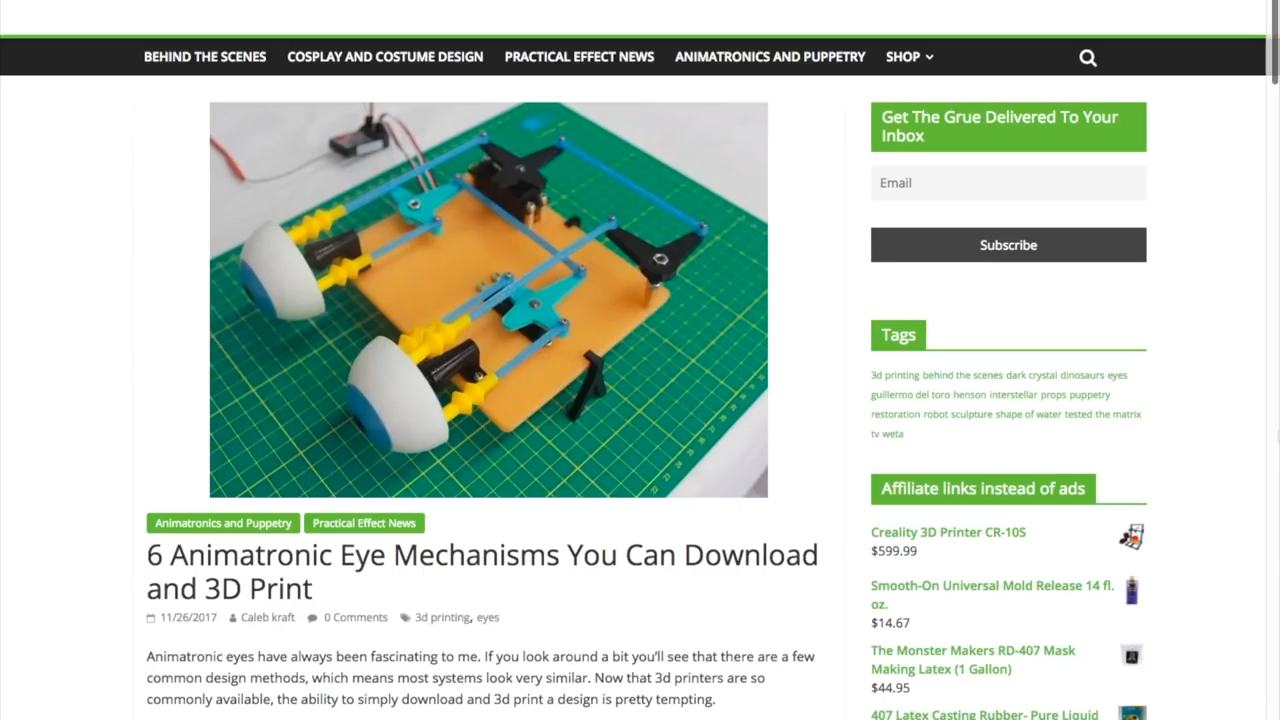 BEHIND THE SCENES COSPLAY AND COSTUME DESIGN PRACTICAL EFFECT NEWS ANIMATRONICS AND PUPPETRY SHOP
Animatronics and Puppetry Practical Effect News
6 Animatronic Eye Mechanisms You Can Download
and 3D Print
11/26/2017 Caleb kraft 0 Comments 3d printing, eyes
Animatronic eyes have always been fascinating to me. If you look around a bit you'll see that there are a few
common design methods, which means most systems look very similar. Now that 3d printers are so
commonly available, the ability to simply download and 3d print a design is pretty tempting.
Get The Grue Delivered To Your
Inbox
Email
Subscribe
Tags
3d printing behind the scenes dark crystal dinosaurs eyes
guillermo del toro henson interstellar props puppetry
restoration robot sculpture shape of water tested the matrix
tv weta
Affiliate links instead of ads
Creality 3D Printer CR-10S
$599.99
Smooth-On Universal Mold Release 14 fl.
oz.
$14.67
The Monster Makers RD-407 Mask
Making Latex (1 Gallon)
$44.95
407 Latex Casting Rubber- Pure Liquid